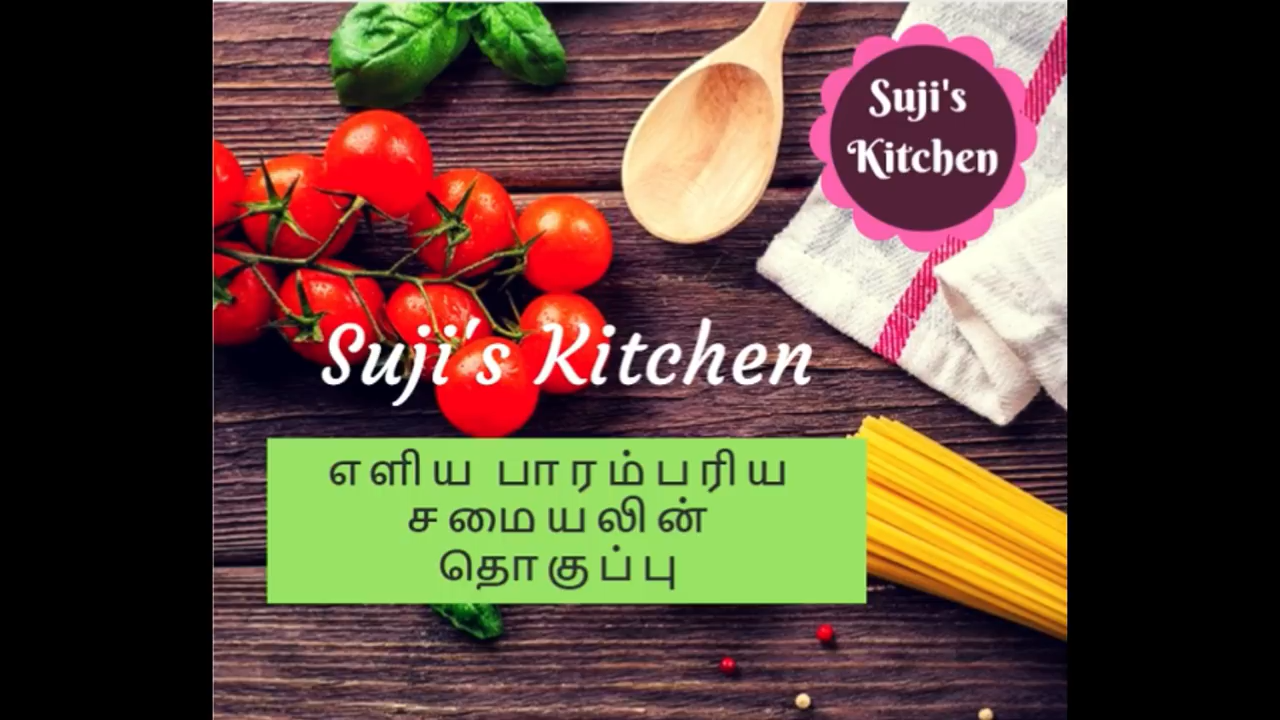 Suji's
Kitchen
Suji's Kitchen
எளிய பாரம்பரிய
சமையலின்
தொகுப்பு